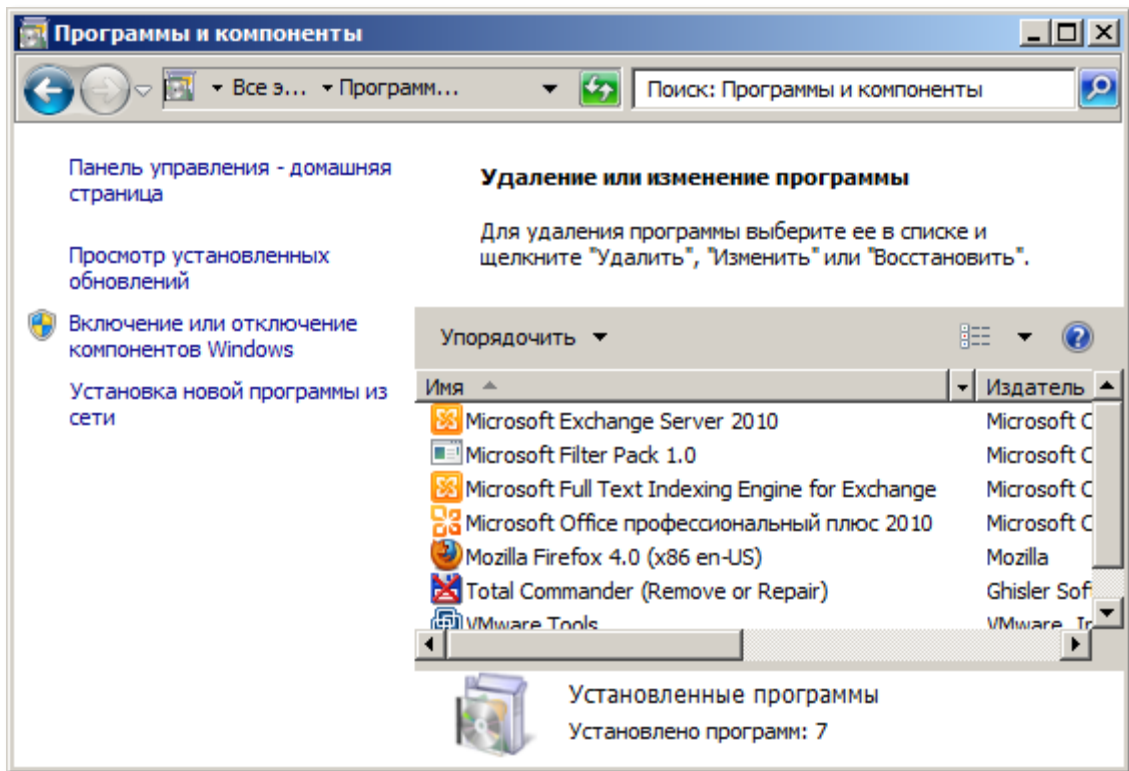 Программы и компоненты
Все э... Программ...
Поиск: Программы и компоненты
Панель управления - домашняя
страница
Просмотр установленных
обновлений
Включение или отключение
компонентов Windows
Установка новой программы из
сети
Удаление или изменение программы
Для удаления программы выберите ее в списке и
щелкните "Удалить", "Изменить" или "Восстановить".
Упорядочить
Имя Издатель
Microsoft Exchange Server 2010 Microsoft C
Microsoft Filter Pack 1.0 Microsoft C
Microsoft Full Text Indexing Engine for Exchange Microsoft C
Microsoft Office профессиональный плюс 2010 Microsoft C
Mozilla Firefox 4.0 (x86 en-US) Mozilla
Total Commander (Remove or Repair) Ghisler Sof
VMware Tools VMware, In
Установленные программы
Установлено программ: 7